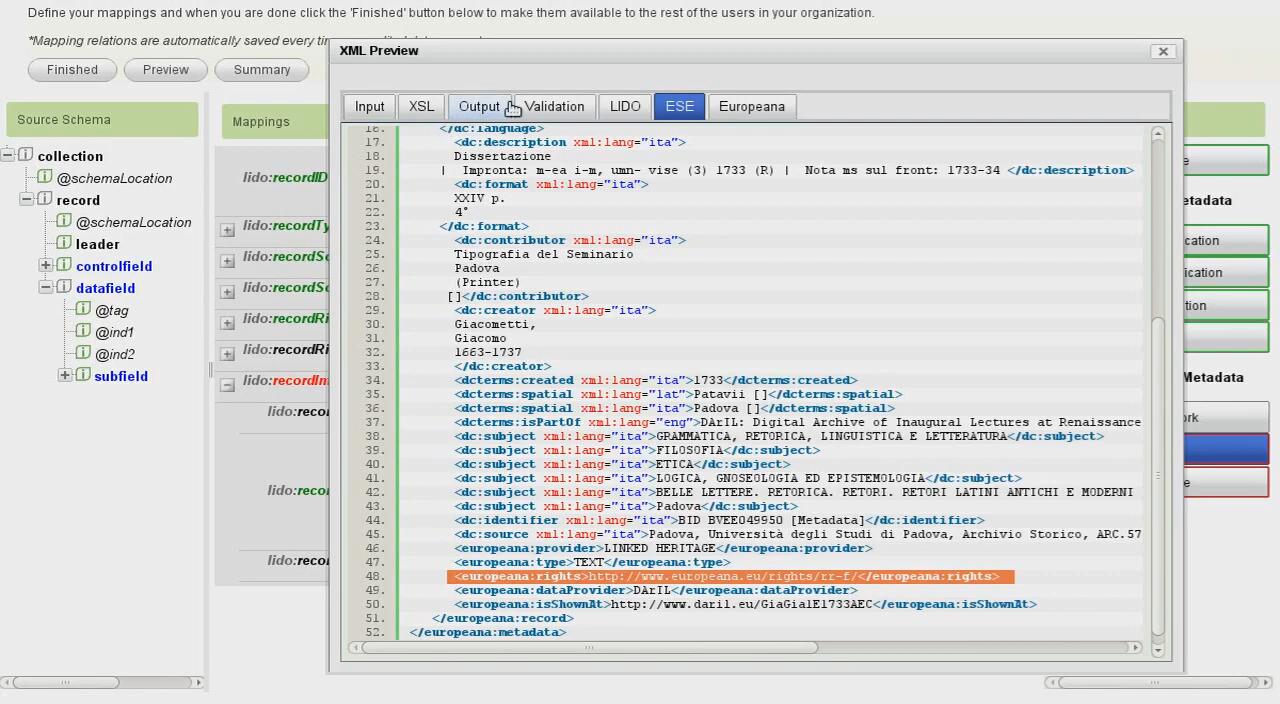 Define your mappings and when you are done click the 'Finished' button below to make them available to the rest of the users in your organization.
*Mapping relations are automatically saved every
Finished
Preview
Summary
XML Preview
Input
XSL
Output
Validation
LIDO
ESE
Europeana
Source Schema
collection
@schemaLocation
record
@schemaLocation
leader
controlfield
datafield
@tag
@ind1
@ind2
subfield
Mappings
lido:recordID
lido:recordTy
lido:recordSo
lido:recordSo
lido:recordRi
lido:recordRi
lido:recordIn
lido:recor
lido:recor
lido:recor
16. </dc:language>
17. <dc:description xml:lang="ita">
18. Dissertazione
19. | Impronta: m-ea i-m, umn- vise (3) 1733 (R) | Nota ms sul front: 1733-34 </dc:description>
20. <dc:format xml:lang="ita">
21. XXIV p.
22. 4°
23. </dc:format>
24. <dc:contributor xml:lang="ita">
25. Tipografia del Seminario
26. Padova
27. (Printer)
28. []</dc:contributor>
29. <dc:creator xml:lang="ita">
30. Giacometti,
31. Giacomo
32. 1663-1737
33. </dc:creator>
34. <dcterms:created xml:lang="ita">1733</dcterms:created>
35. <dcterms:spatial xml:lang="lat">Patavii []</dcterms:spatial>
36. <dcterms:spatial xml:lang="ita">Padova []</dcterms:spatial>
37. <dcterms:isPartOf xml:lang="eng">DArIL: Digital Archive of Inaugural Lectures at Renaissance
38. <dc:subject xml:lang="ita">GRAMMATICA, RETORICA, LINGUISTICA E LETTERATURA</dc:subject>
39. <dc:subject xml:lang="ita">FILOSOFIA</dc:subject>
40. <dc:subject xml:lang="ita">ETICA</dc:subject>
41. <dc:subject xml:lang="ita">LOGICA, GNOSEOLOGIA ED EPISTEMOLOGIA</dc:subject>
42. <dc:subject xml:lang="ita">BELLE LETTERE. RETORICA. RETORI. RETORI LATINI ANTICHI E MODERNI
43. <dc:subject xml:lang="ita">Padova</dc:subject>
44. <dc:identifier xml:lang="ita">BID BVEE049950 [Metadata]</dc:identifier>
45. <dc:source xml:lang="ita">Padova, Università degli Studi di Padova, Archivio Storico, ARC.57
46. <europeana:provider>LINKED HERITAGE</europeana:provider>
47. <europeana:type>TEXT</europeana:type>
48. <europeana:rights>http://www.europeana.eu/rights/rr-f/</europeana:rights>
49. <europeana:dataProvider>DArIL</europeana:dataProvider>
50. <europeana:isShownAt>http://www.daril.eu/GiaGia1E1733AEC</europeana:isShownAt>
51. </europeana:record>
52. </europeana:metadata>
e
etadata
cation
ification
tion
Metadata
ork
e